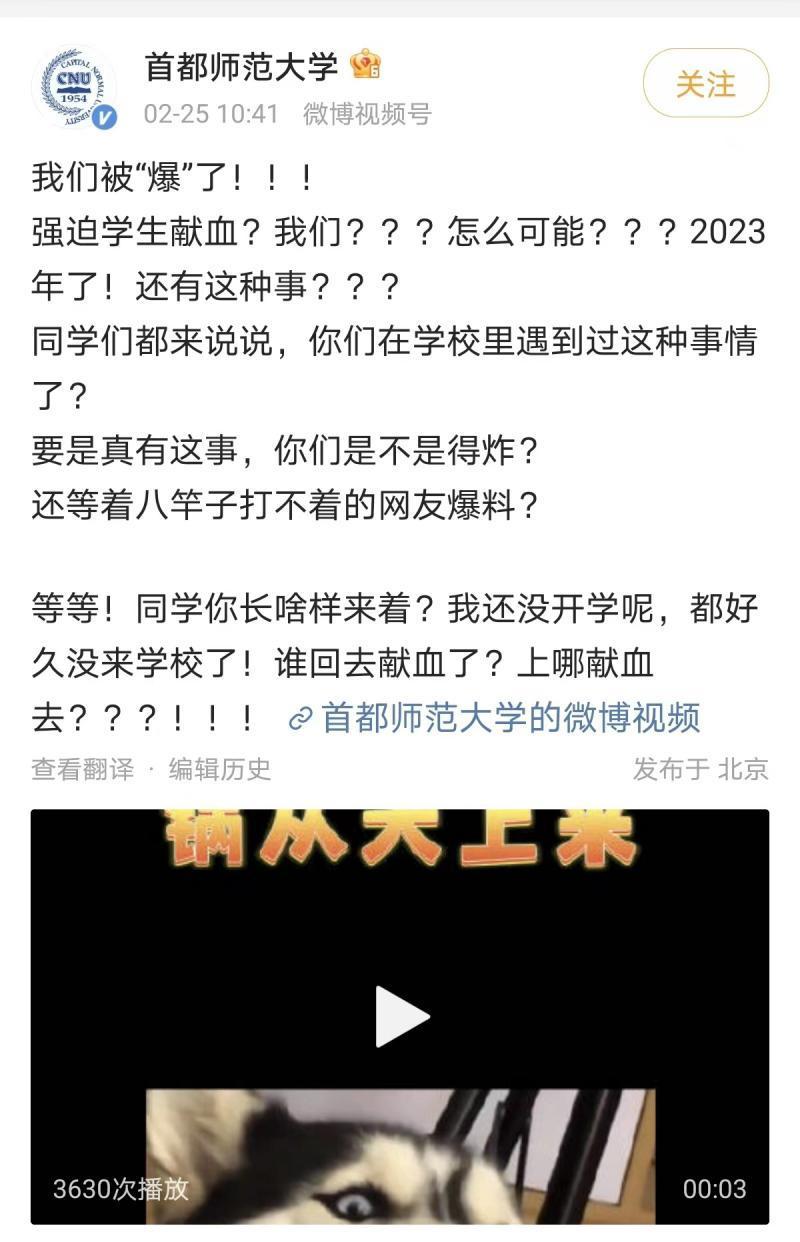 首都师范大学
02-25 10:41 微博视频号
关注
CAPITAL NORMAL UNIVERSITY
CNU
1954
我们被“爆”了！！！
强迫学生献血？我们？？？怎么可能？？？2023
年了！还有这种事？？？
同学们都来说说，你们在学校里遇到过这种事情
了？
要是真有这事，你们是不是得炸？
还等着八竿子打不着的网友爆料？
等等！同学你长啥样来着？我还没开学呢，都好
久没来学校了！谁回去献血了？上哪献血
去？？？！！！ 首都师范大学的微博视频
查看翻译 · 编辑历史
发布于 北京
锅从天上来
3630次播放
00:03